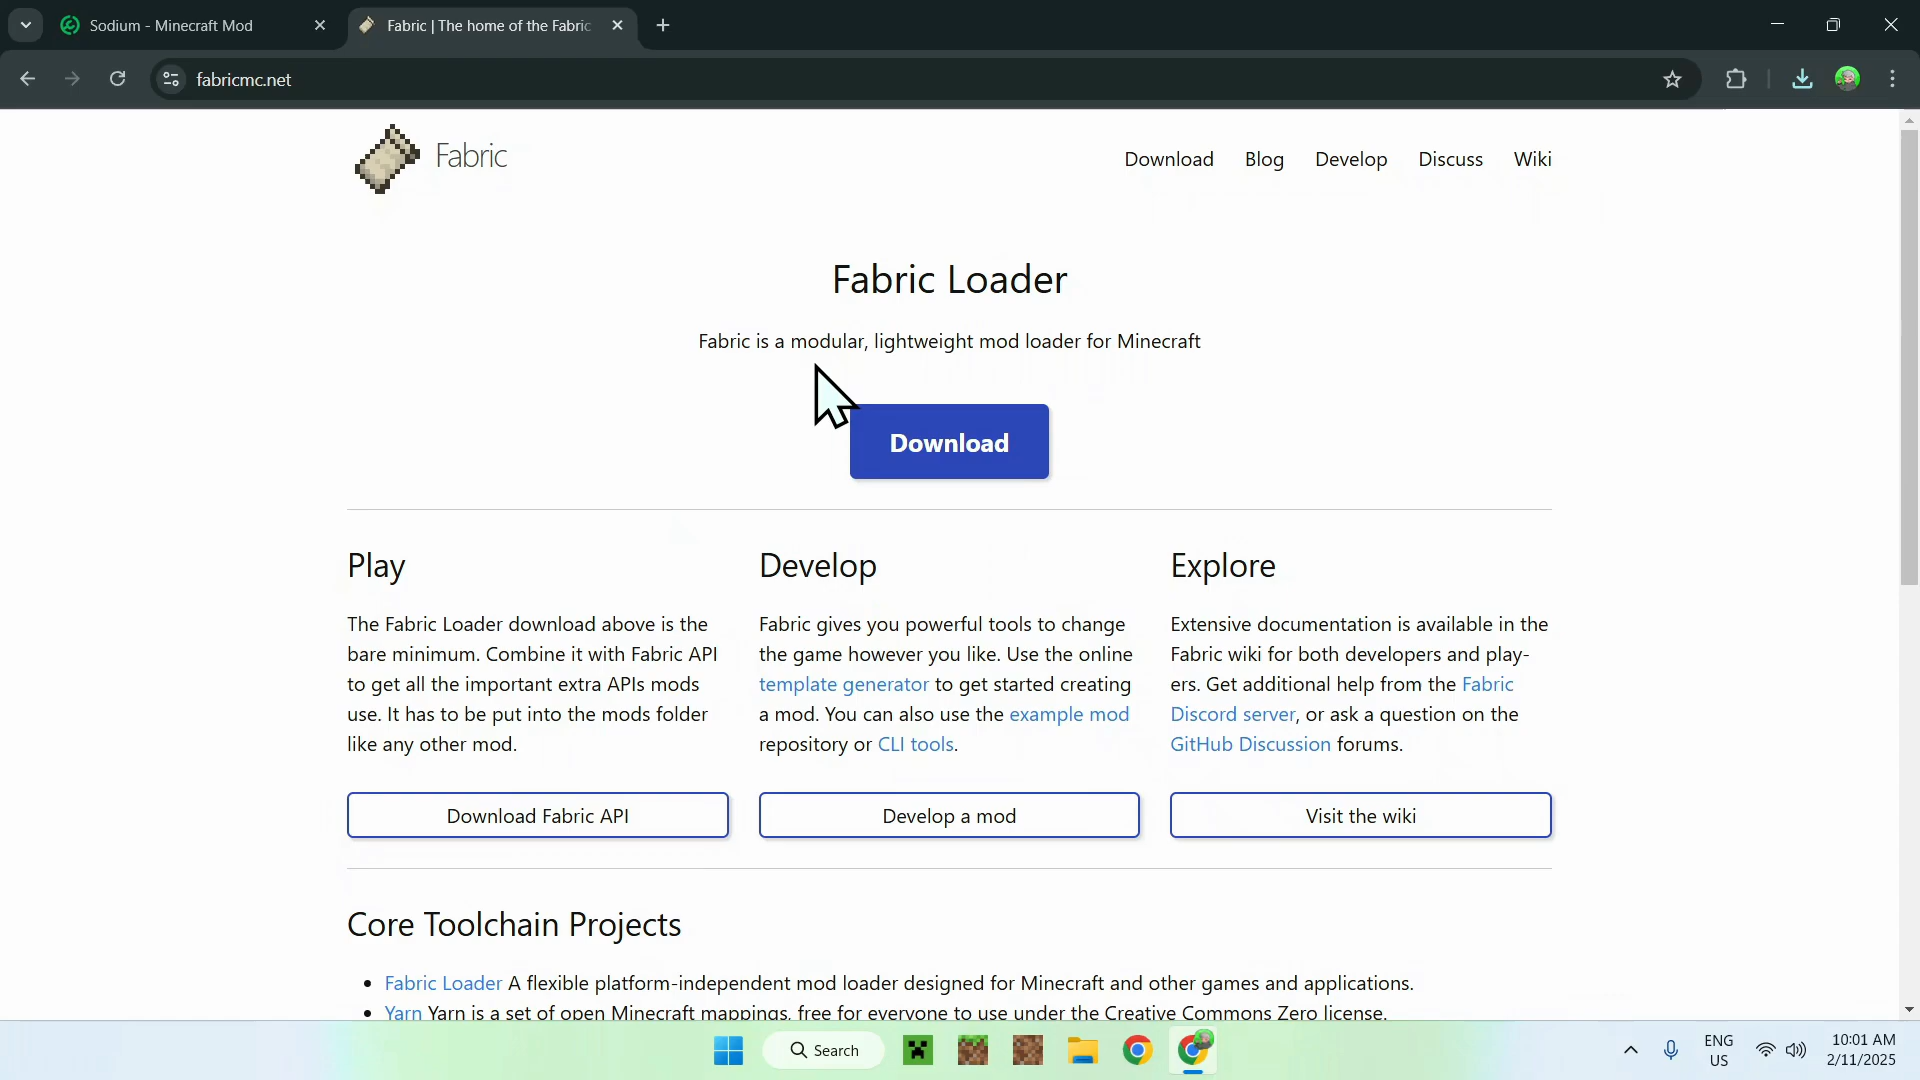 Sodium - Minecraft Mod
Fabric | The home of the Fabric
fabricmc.net
Fabric
Download Blog Develop Discuss Wiki
Fabric Loader
Fabric is a modular, lightweight mod loader for Minecraft
Download
Play
The Fabric Loader download above is the
bare minimum. Combine it with Fabric API
to get all the important extra APIs mods
use. It has to be put into the mods folder
like any other mod.
Download Fabric API
Develop
Fabric gives you powerful tools to change
the game however you like. Use the online
template generator to get started creating
a mod. You can also use the example mod
repository or CLI tools.
Develop a mod
Explore
Extensive documentation is available in the
Fabric wiki for both developers and play-
ers. Get additional help from the Fabric
Discord server, or ask a question on the
GitHub Discussion forums.
Visit the wiki
Core Toolchain Projects
• Fabric Loader A flexible platform-independent mod loader designed for Minecraft and other games and applications.
• Yarn Yarn is a set of open Minecraft mappings, free for everyone to use under the Creative Commons Zero license.
Search
ENG
US
10:01 AM
2/11/2025